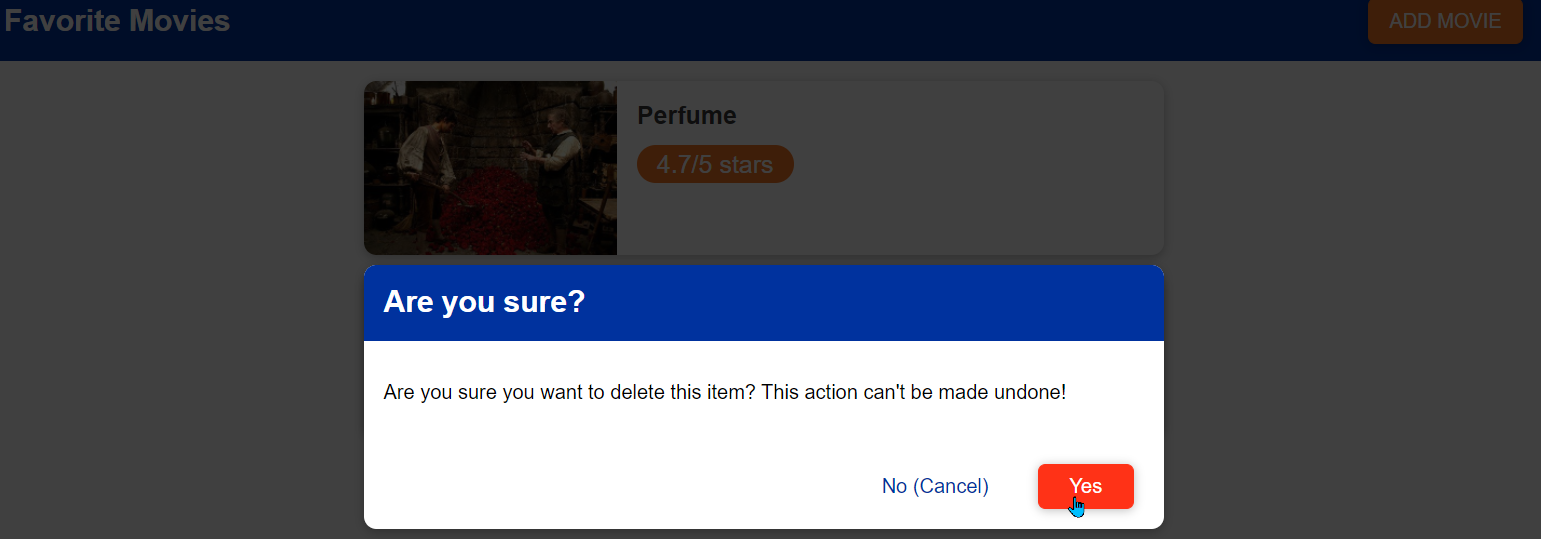 Favorite Movies
ADD MOVIE
Perfume
4.7/5 stars
Are you sure?
Are you sure you want to delete this item? This action can't be made undone!
No (Cancel)
Yes